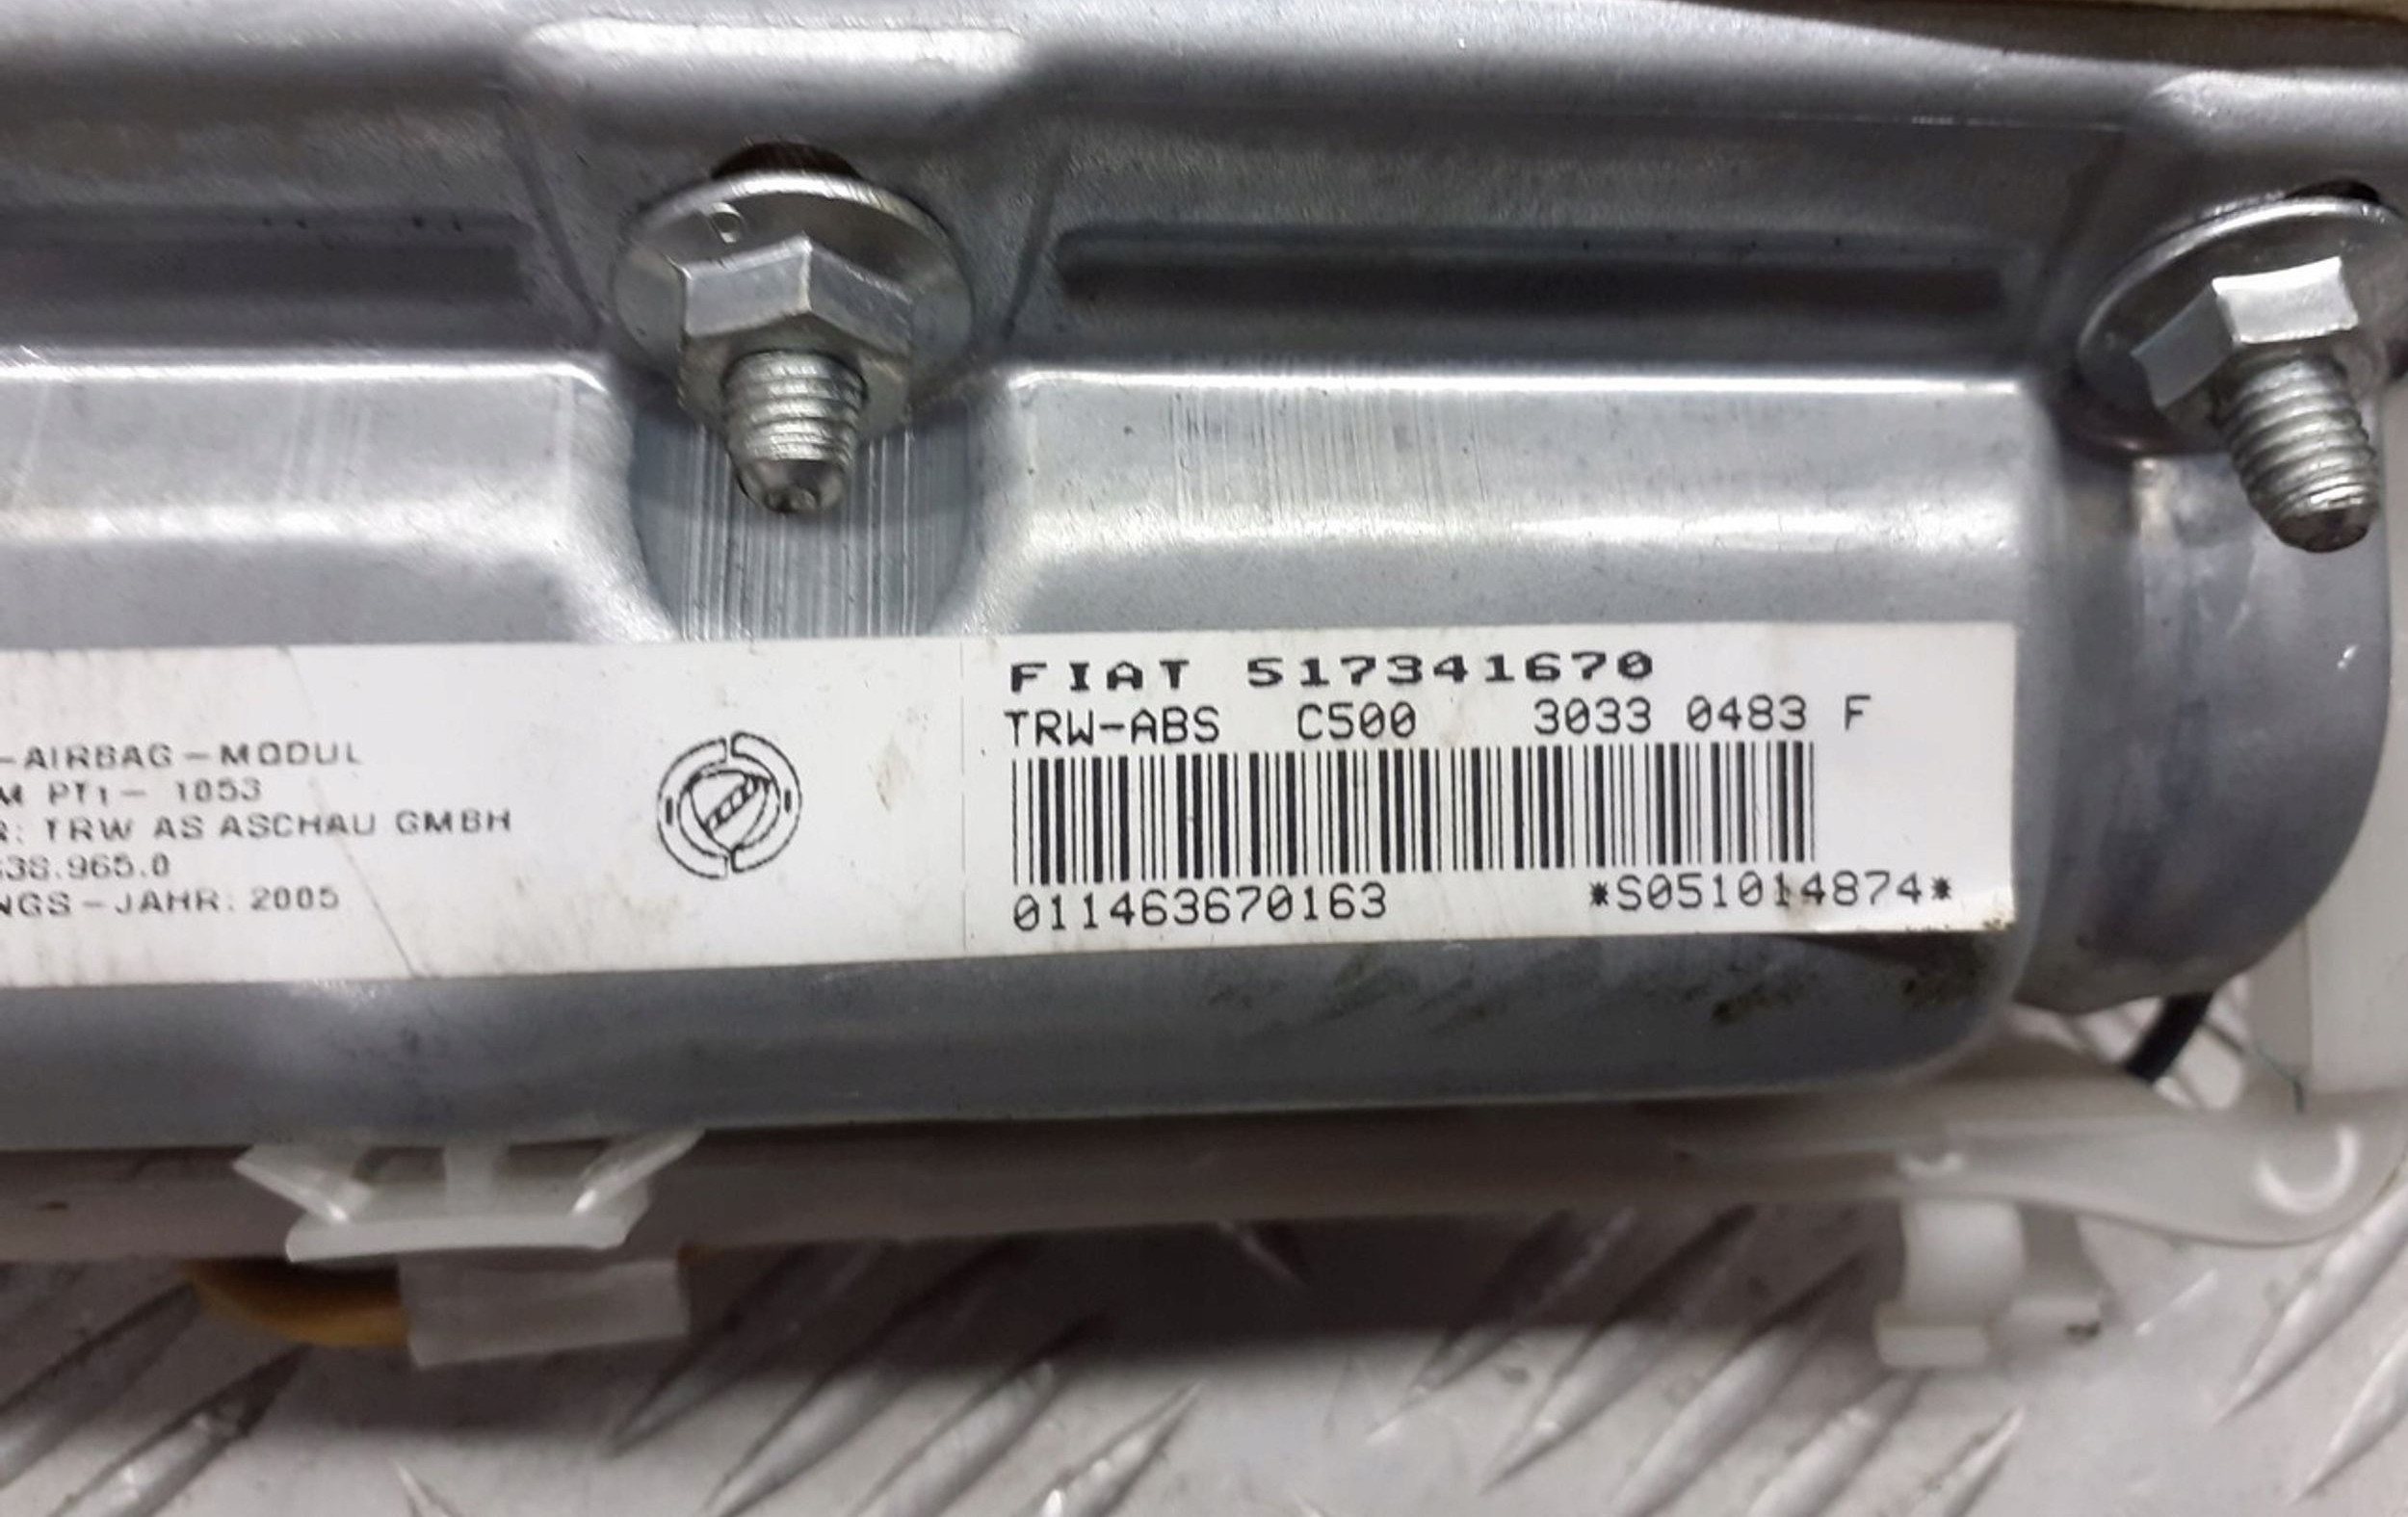 -AIRBAG-MODUL
M PT1- 1053
R: TRW AS ASCHAU GMBH
38.965.0
NGS-JAHR: 2005
FIAT 517341670
TRW-ABS C500 3033 0483 F
011463670163 *S051014874*